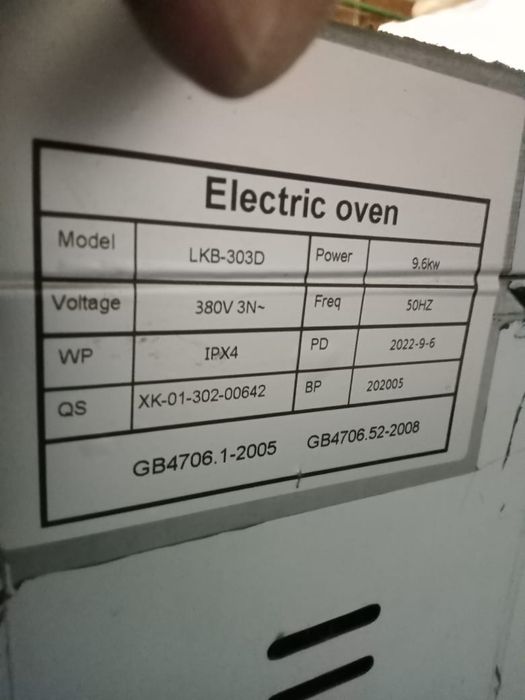 Electric oven
Model LKB-303D Power 9.6kw
Voltage 380V 3N~ Freq 50HZ
WP IPX4 PD 2022-9-6
QS XK-01-302-00642 BP 202005
GB4706.1-2005 GB4706.52-2008